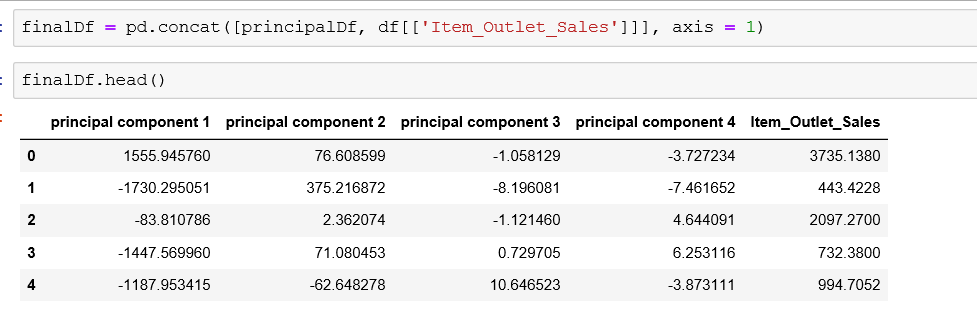 finalDf = pd.concat([principalDf, df[['Item_Outlet_Sales']]], axis = 1)
finalDf.head()
principal component 1 principal component 2 principal component 3 principal component 4 Item_Outlet_Sales
0 1555.945760 76.608599 -1.058129 -3.727234 3735.1380
1 -1730.295051 375.216872 -8.196081 -7.461652 443.4228
2 -83.810786 2.362074 -1.121460 4.644091 2097.2700
3 -1447.569960 71.080453 0.729705 6.253116 732.3800
4 -1187.953415 -62.648278 10.646523 -3.873111 994.7052